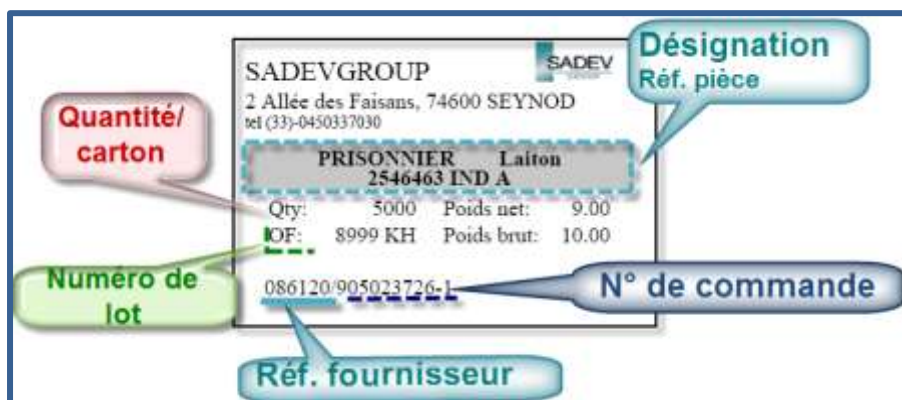 SADEVGROUP
SADEV
2 Allée des Faisans, 74600 SEYNOD
tel (33)-0450337030
Désignation
Réf. pièce
Quantité/
carton
PRISONNIER Laiton
2546463 IND A
Qty: 5000 Poids net: 9.00
OF: 8999 KH Poids brut: 10.00
Numéro de
lot
086120/905023726-1
N° de commande
Réf. fournisseur